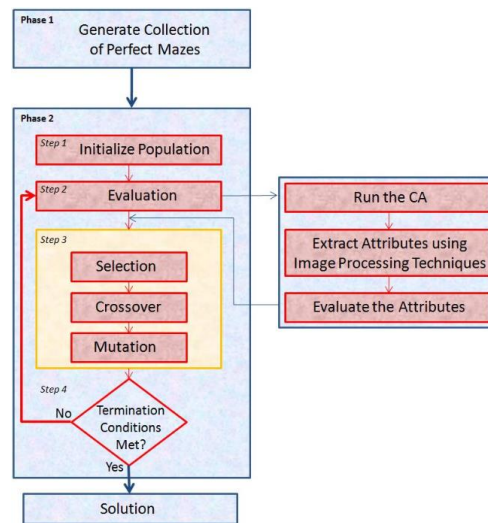 Phase 1
Generate Collection
of Perfect Mazes
Phase 2
Step 1
Initialize Population
Step 2
Evaluation
Run the CA
Step 3
Extract Attributes using
Image Processing Techniques
Selection
Crossover
Evaluate the Attributes
Mutation
Step 4
No
Termination
Conditions
Met?
Yes
Solution